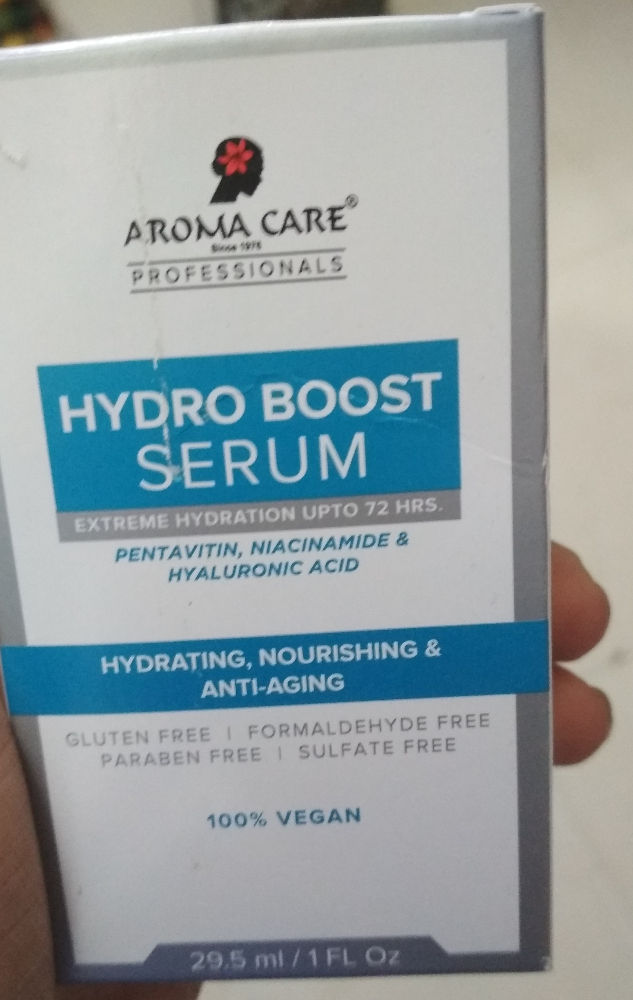 AROMA CARE®
Since 1975
PROFESSIONALS
HYDRO BOOST
SERUM
EXTREME HYDRATION UPTO 72 HRS.
PENTAVITIN, NIACINAMIDE &
HYALURONIC ACID
HYDRATING, NOURISHING &
ANTI-AGING
GLUTEN FREE | FORMALDEHYDE FREE
PARABEN FREE | SULFATE FREE
100% VEGAN
29.5 ml / 1 FL Oz